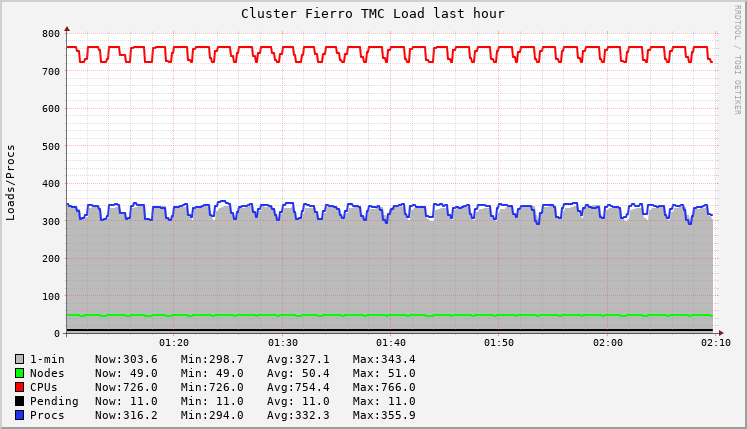 Cluster Fierro TMC Load last hour
RRDTOOL / TOBI OETIKER
Loads/Procs
800
700
600
500
400
300
200
100
0
01:20 01:30 01:40 01:50 02:00 02:10
1-min Now:303.6 Min:298.7 Avg:327.1 Max:343.4
Nodes Now: 49.0 Min: 49.0 Avg: 50.4 Max: 51.0
CPUs Now:726.0 Min:726.0 Avg:754.4 Max:766.0
Pending Now: 11.0 Min: 11.0 Avg: 11.0 Max: 11.0
Procs Now:316.2 Min:294.0 Avg:332.3 Max:355.9